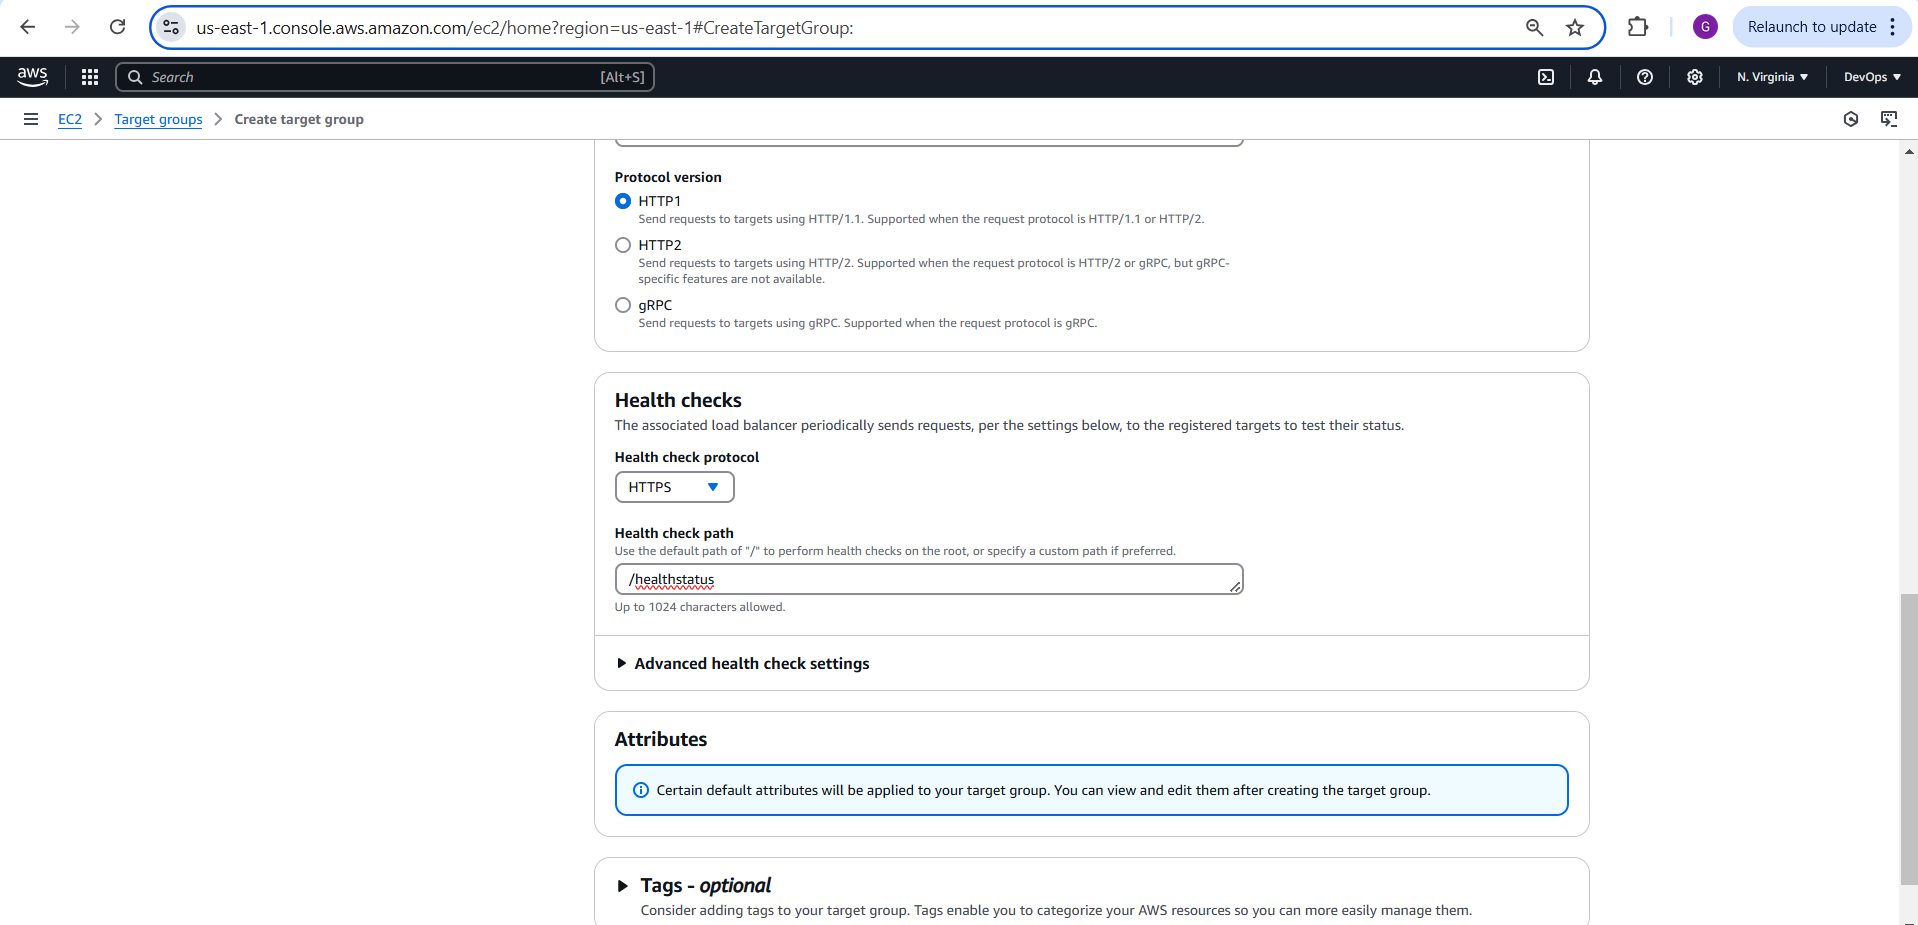 us-east-1.console.aws.amazon.com/ec2/home?region=us-east-1#CreateTargetGroup:
G
Relaunch to update
aws
Search
[Alt+S]
N. Virginia
DevOps
EC2
Target groups
Create target group
Protocol version
HTTP1
Send requests to targets using HTTP/1.1. Supported when the request protocol is HTTP/1.1 or HTTP/2.
HTTP2
Send requests to targets using HTTP/2. Supported when the request protocol is HTTP/2 or gRPC, but gRPC-
specific features are not available.
gRPC
Send requests to targets using gRPC. Supported when the request protocol is gRPC.
Health checks
The associated load balancer periodically sends requests, per the settings below, to the registered targets to test their status.
Health check protocol
HTTPS
Health check path
Use the default path of "/" to perform health checks on the root, or specify a custom path if preferred.
/healthstatus
Up to 1024 characters allowed.
Advanced health check settings
Attributes
Certain default attributes will be applied to your target group. You can view and edit them after creating the target group.
Tags - optional
Consider adding tags to your target group. Tags enable you to categorize your AWS resources so you can more easily manage them.